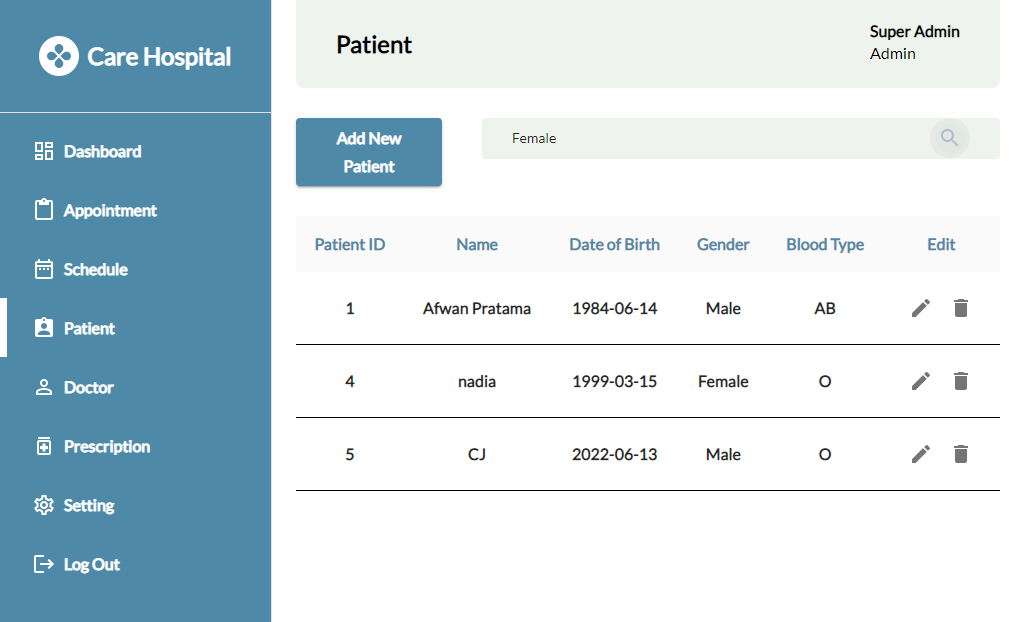 Care Hospital
Dashboard
Appointment
Schedule
Patient
Doctor
Prescription
Setting
Log Out
Patient
Super Admin
Admin
Add New
Patient
Female
Patient ID Name Date of Birth Gender Blood Type Edit
1 Afwan Pratama 1984-06-14 Male AB
4 nadia 1999-03-15 Female O
5 CJ 2022-06-13 Male O